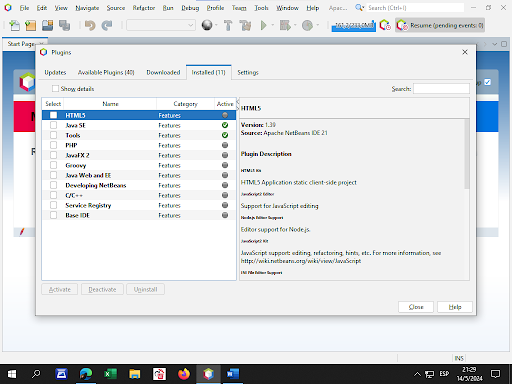 File Edit View Navigate Source Refactor Run Debug Profile Team Tools Window Help Apac... Search (Ctrl+I)
Resume (pending events: 0)
Start Page
Plugins
Updates Available Plugins (40) Downloaded Installed (11) Settings
Show details Search:
Select Name Category Active
HTML5 Features
Java SE Features
Tools Features
PHP Features
JavaFX 2 Features
Groovy Features
Java Web and EE Features
Developing NetBeans Features
C/C++ Features
Service Registry Features
Base IDE Features
HTML5
Version: 1.39
Source: Apache NetBeans IDE 21
Plugin Description
HTML5 Kit
HTML5 Application static client-side project
JavaScript2 Editor
Support for JavaScript editing
Node.js Editor Support
Editor support for Node.js.
JavaScript2 Kit
JavaScript support: editing, refactoring, hints, etc. For more information, see
http://wiki.netbeans.org/wiki/view/JavaScript
INI File Editor Support
Activate Deactivate Uninstall
Close Help
INS
ESP
21:29
14/5/2024